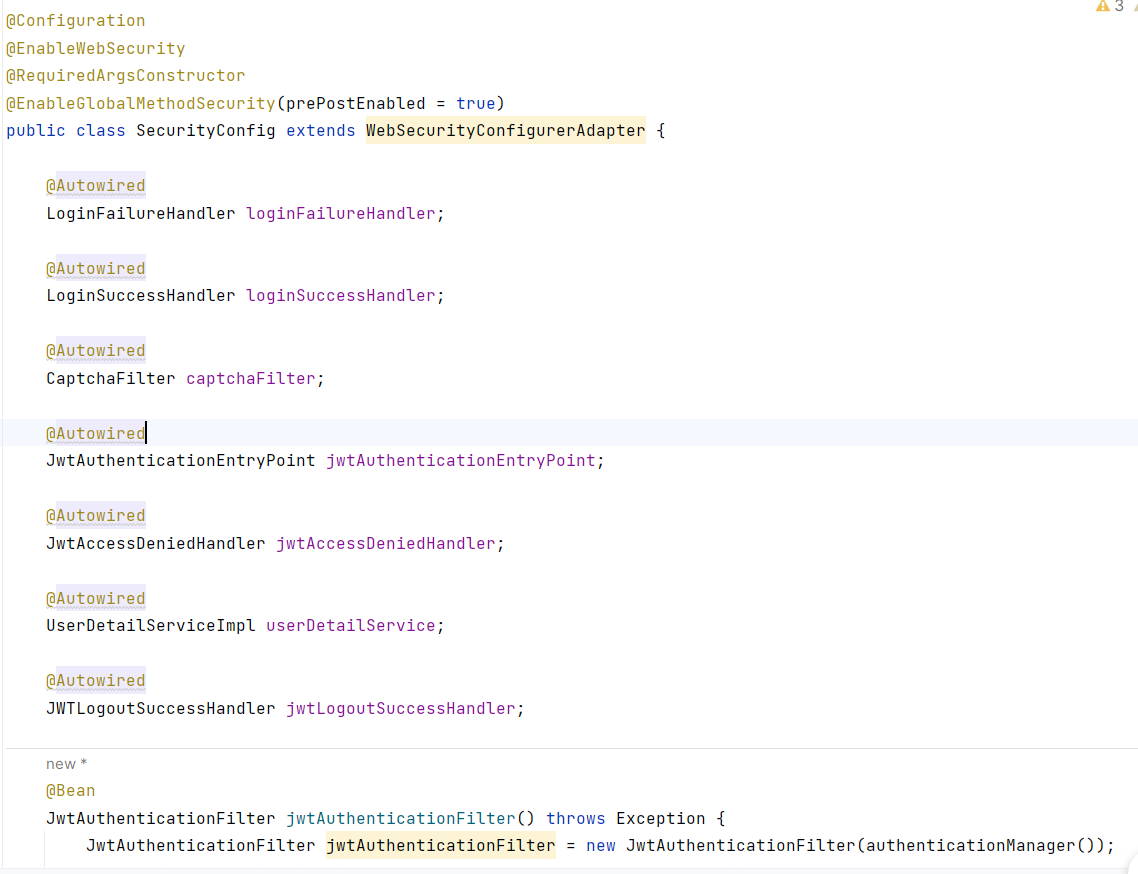 3
@Configuration
@EnableWebSecurity
@RequiredArgsConstructor
@EnableGlobalMethodSecurity(prePostEnabled = true)
public class SecurityConfig extends WebSecurityConfigurerAdapter {
@Autowired
LoginFailureHandler loginFailureHandler;
@Autowired
LoginSuccessHandler loginSuccessHandler;
@Autowired
CaptchaFilter captchaFilter;
@Autowired
JwtAuthenticationEntryPoint jwtAuthenticationEntryPoint;
@Autowired
JwtAccessDeniedHandler jwtAccessDeniedHandler;
@Autowired
UserDetailServiceImpl userDetailService;
@Autowired
JWTLogoutSuccessHandler jwtLogoutSuccessHandler;
new *
@Bean
JwtAuthenticationFilter jwtAuthenticationFilter() throws Exception {
JwtAuthenticationFilter jwtAuthenticationFilter = new JwtAuthenticationFilter(authenticationManager());